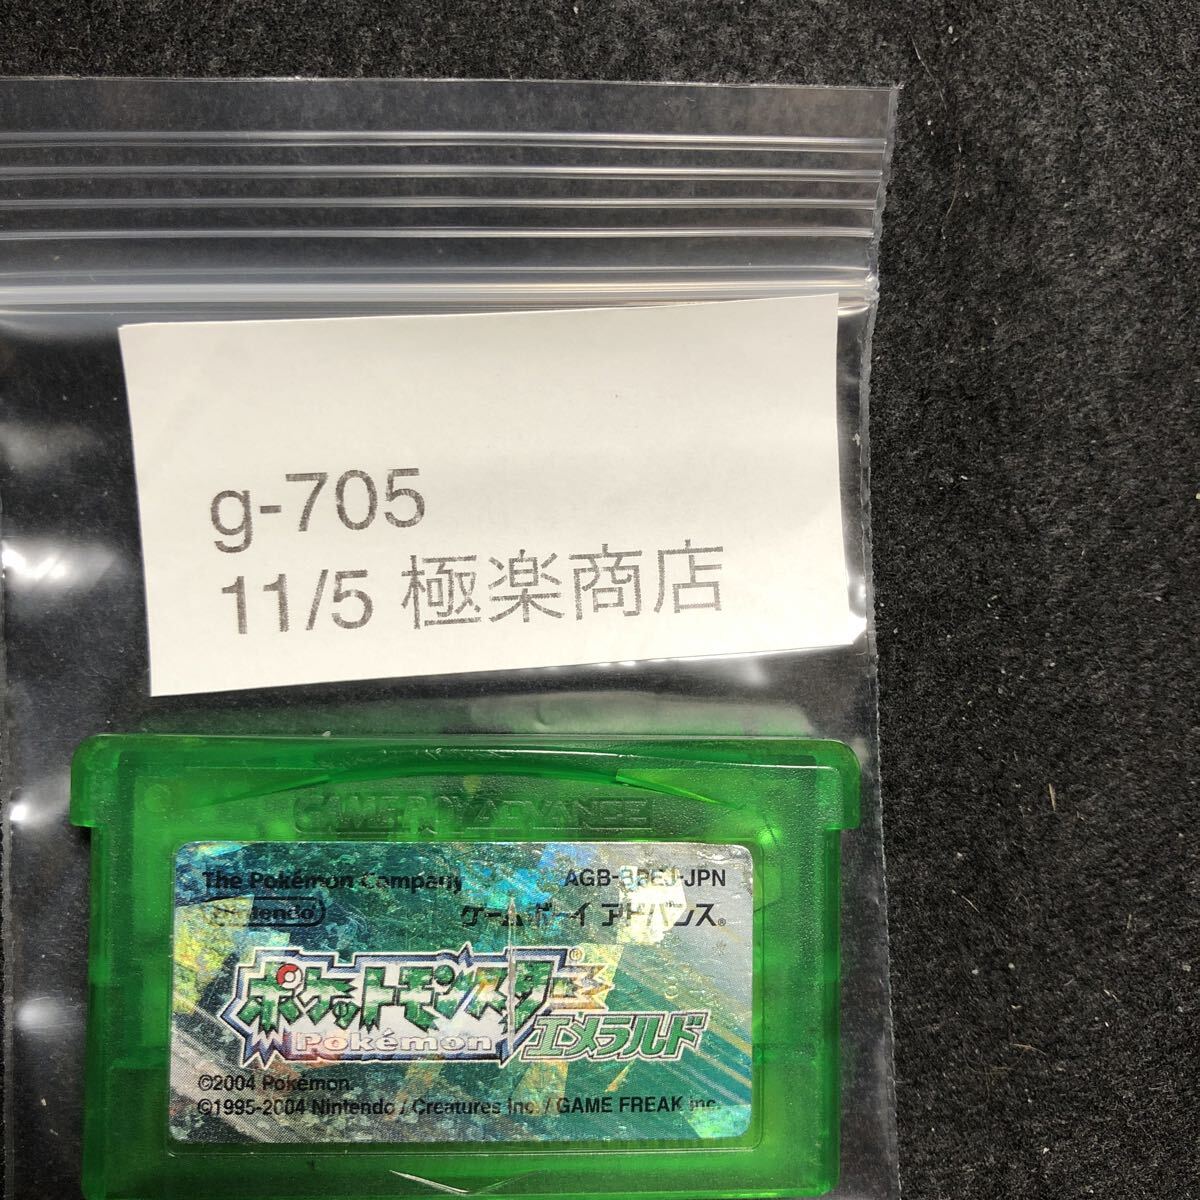 g-705
11/5 極楽商店
GAME BOY ADVANCE
The Pokémon Company
AGB-BPEJ-JPN
Nintendo
ゲームボーイ アドバンス®
ポケットモンスター®
Pokémon
エメラルド
©2004 Pokémon.
©1995-2004 Nintendo / Creatures inc. / GAME FREAK inc.